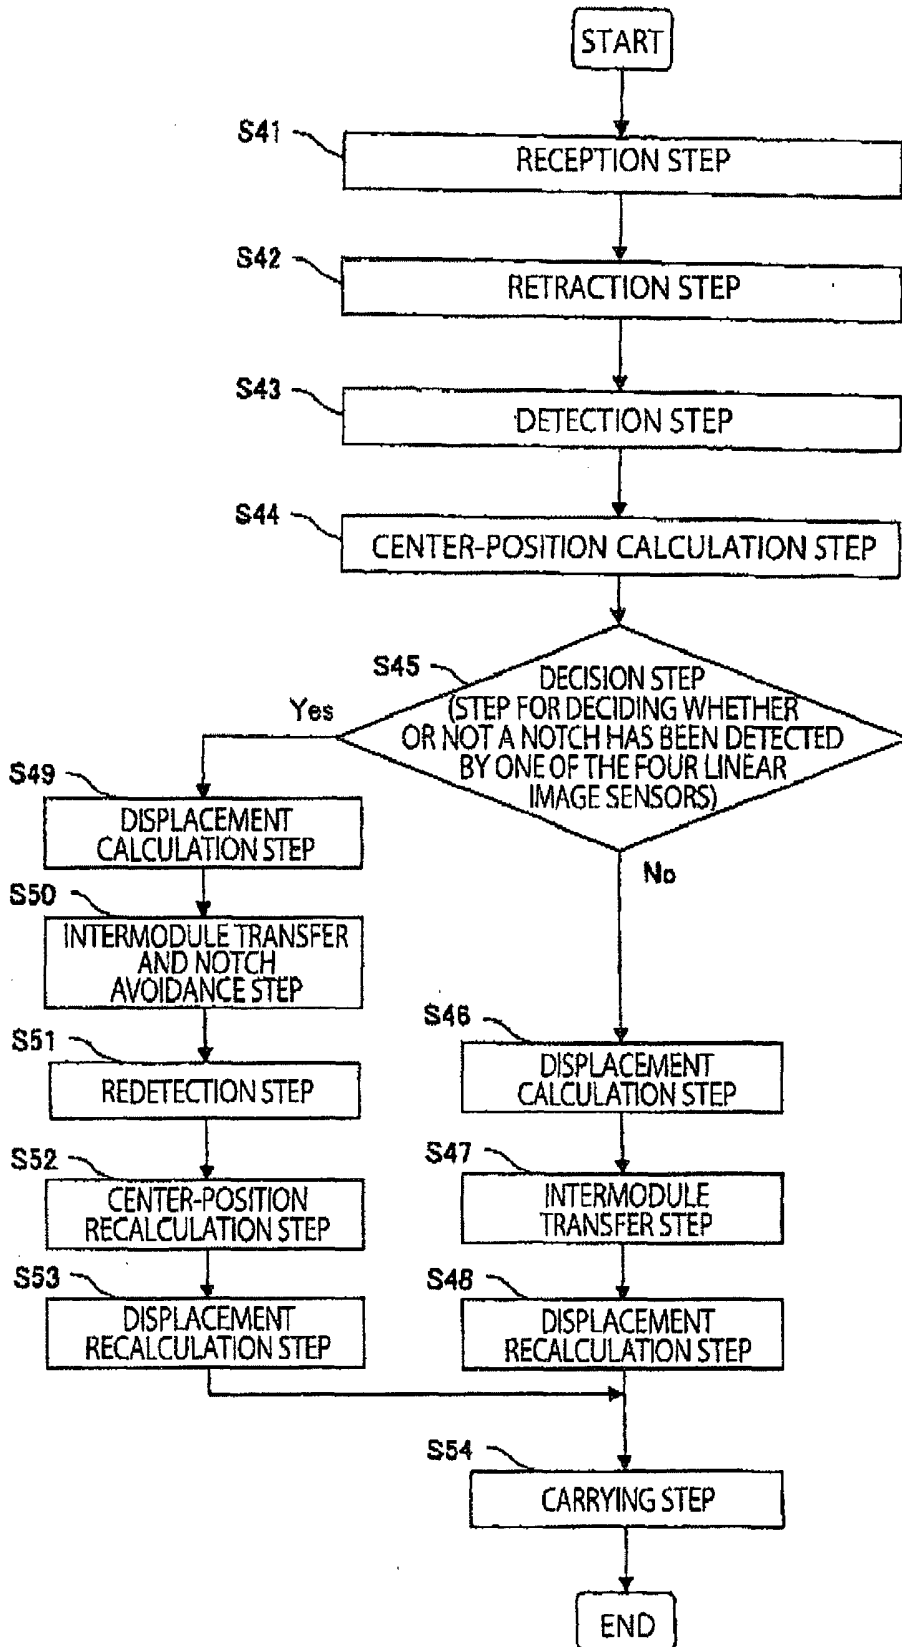 START
S41
RECEPTION STEP
S42
RETRACTION STEP
S43
DETECTION STEP
S44
CENTER-POSITION CALCULATION STEP
S45
DECISION STEP
(STEP FOR DECIDING WHETHER
OR NOT A NOTCH HAS BEEN DETECTED
BY ONE OF THE FOUR LINEAR
IMAGE SENSORS)
Yes
No
S49
DISPLACEMENT
CALCULATION STEP
S50
INTERMODULE TRANSFER
AND NOTCH
AVOIDANCE STEP
S51
REDETECTION STEP
S52
CENTER-POSITION
RECALCULATION STEP
S53
DISPLACEMENT
RECALCULATION STEP
S46
DISPLACEMENT
CALCULATION STEP
S47
INTERMODULE
TRANSFER STEP
S48
DISPLACEMENT
RECALCULATION STEP
S54
CARRYING STEP
END